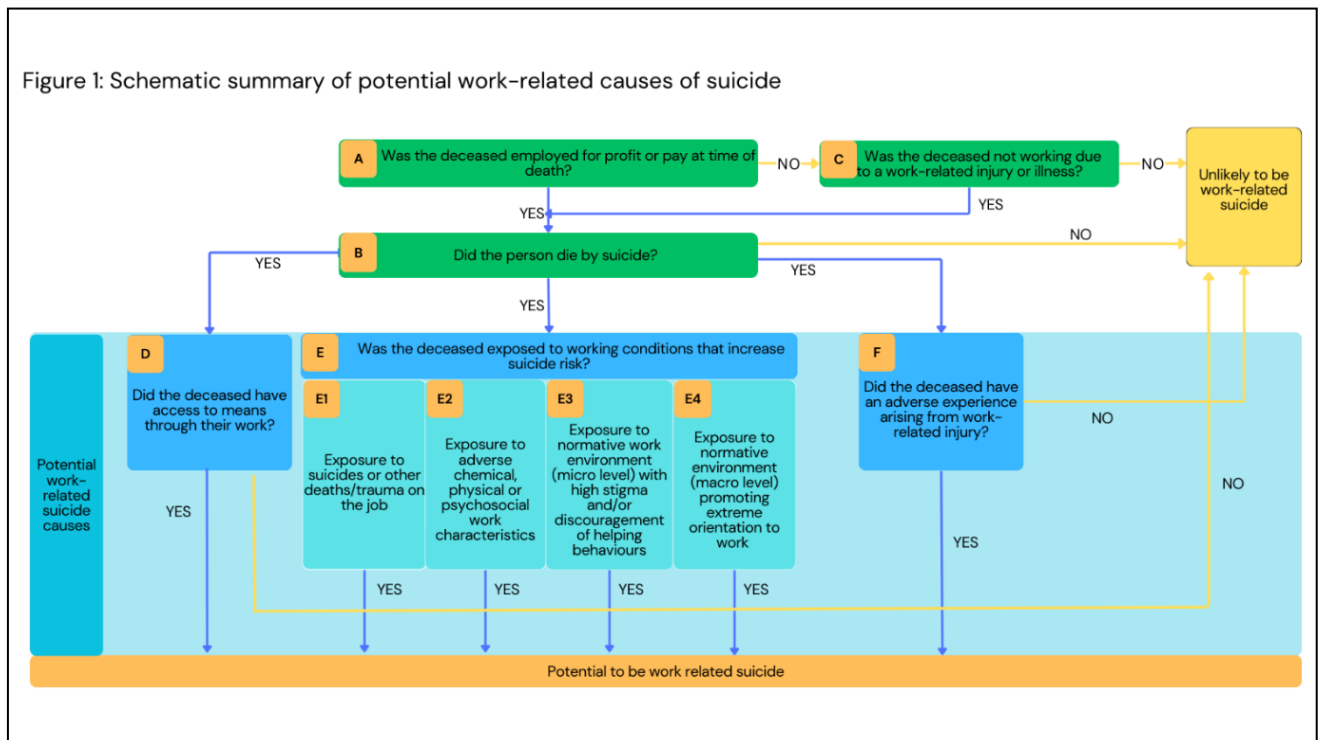 Figure 1: Schematic summary of potential work-related causes of suicide
A
Was the deceased employed for profit or pay at time of
death?
NO
C
Was the deceased not working due
to a work-related injury or illness?
NO
Unlikely to be
work-related
suicide
YES
YES
B
Did the person die by suicide?
NO
YES
YES
YES
Potential
work-
related
suicide
causes
D
Did the deceased have
access to means
through their work?
E
Was the deceased exposed to working conditions that increase
suicide risk?
E1
Exposure to
suicides or other
deaths/trauma on
the job
E2
Exposure to
adverse
chemical,
physical or
psychosocial
work
characteristics
E3
Exposure to
normative work
environment
(micro level) with
high stigma and/or
discouragement
of helping
behaviours
E4
Exposure to
normative
environment
(macro level)
promoting
extreme
orientation to
work
F
Did the deceased have
an adverse experience
arising from work-
related injury?
NO
NO
YES
YES
YES
YES
YES
YES
Potential to be work related suicide